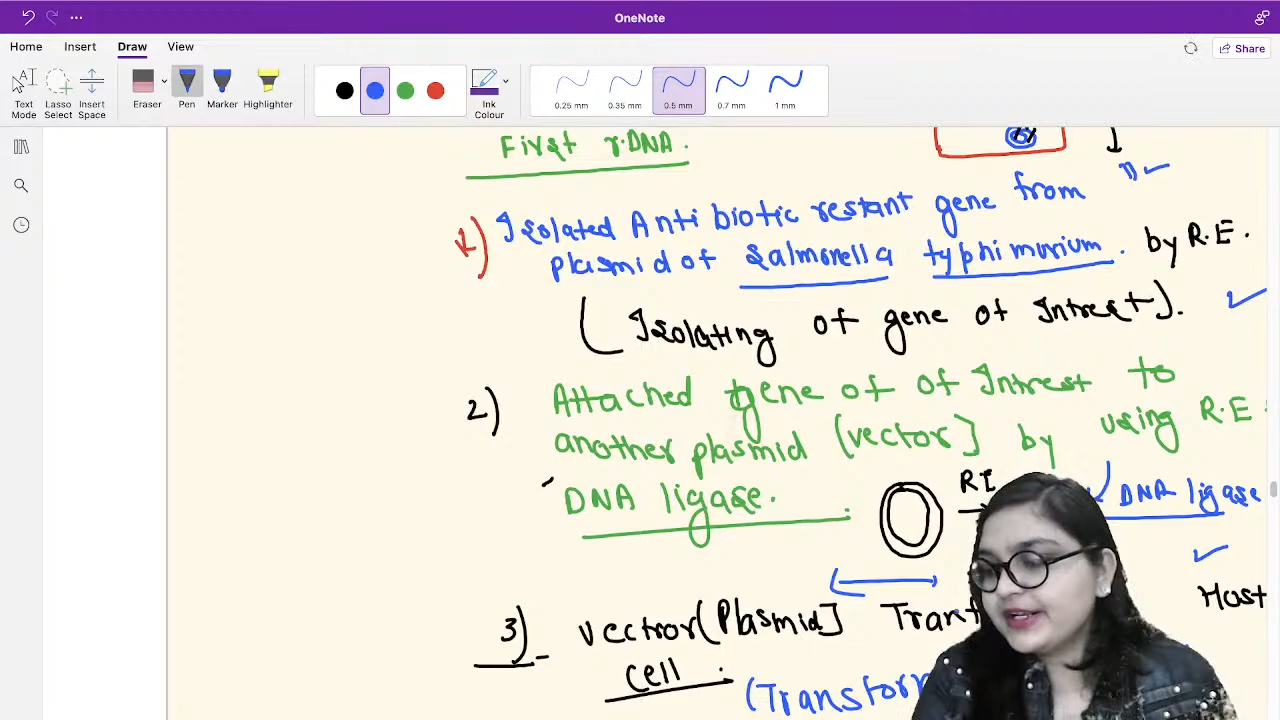 OneNote
Home Insert Draw View
Share
Text Mode
Lasso Select
Insert Space
Eraser
Pen
Marker
Highlighter
Ink Colour
0.25 mm
0.35 mm
0.5 mm
0.7 mm
1 mm
First r.DNA.
1) Isolated Anti biotic restant gene from
plasmid of Salmonella typhimurium. by R.E.
(Isolating of gene of Intrest).
2) Attached gene of of Intrest to
another plasmid (vector] by using R.E
DNA ligase.
RE
DNA ligase
3) vector(Plasmid]
Host
cell.